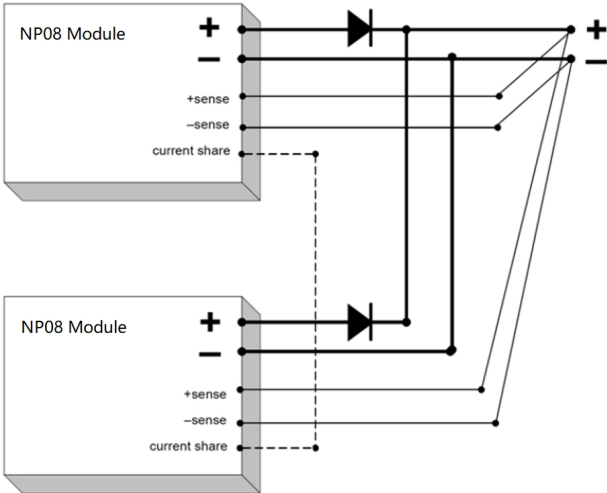 NP08 Module
+
–
+sense
–sense
current share
+
–
NP08 Module
+
–
+sense
–sense
current share